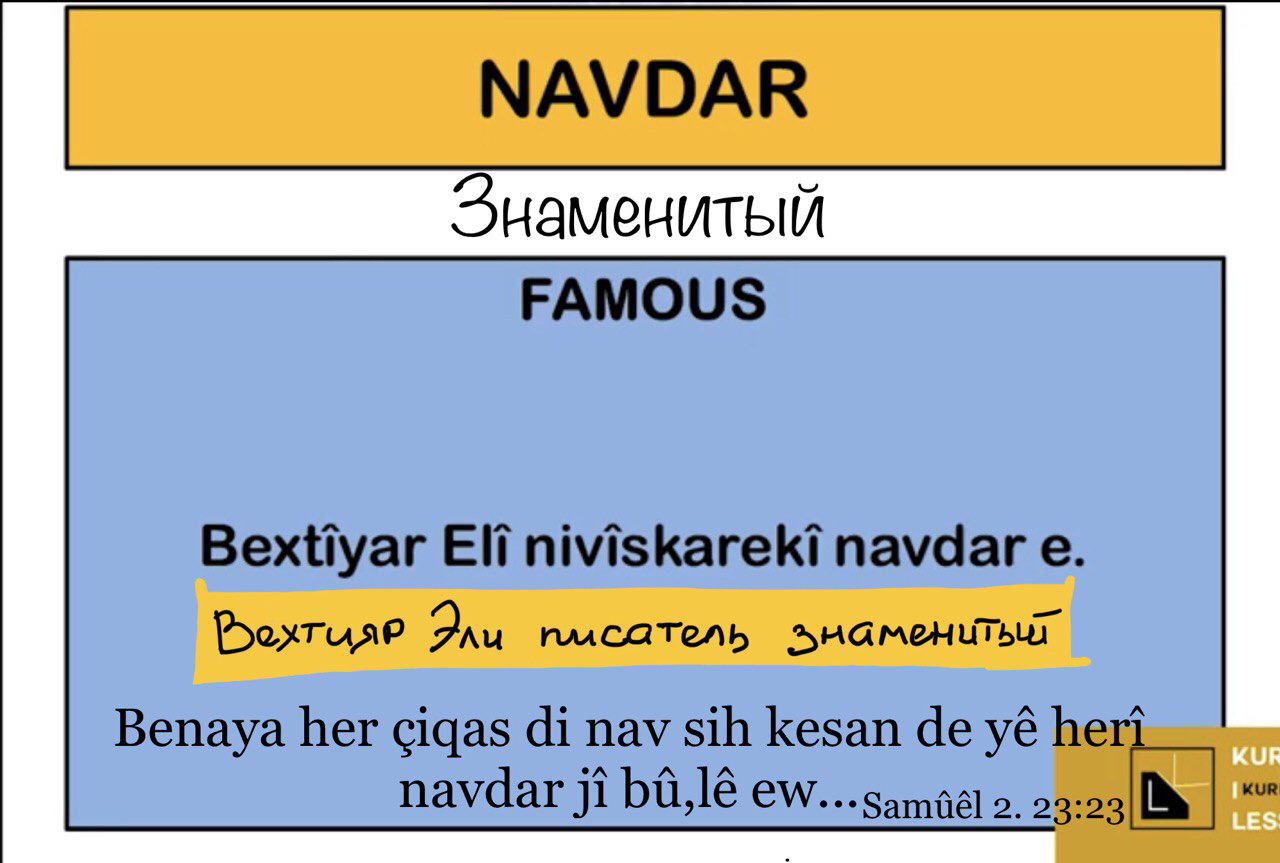 NAVDAR
Знаменитый
FAMOUS
Bextîyar Elî nivîskarekî navdar e.
Вехтияр Эли писатель знаменитый
Benaya her çiqas di nav sih kesan de yê herî
navdar jî bû,lê ew...Samûêl 2. 23:23
KUR
| KUR
LES